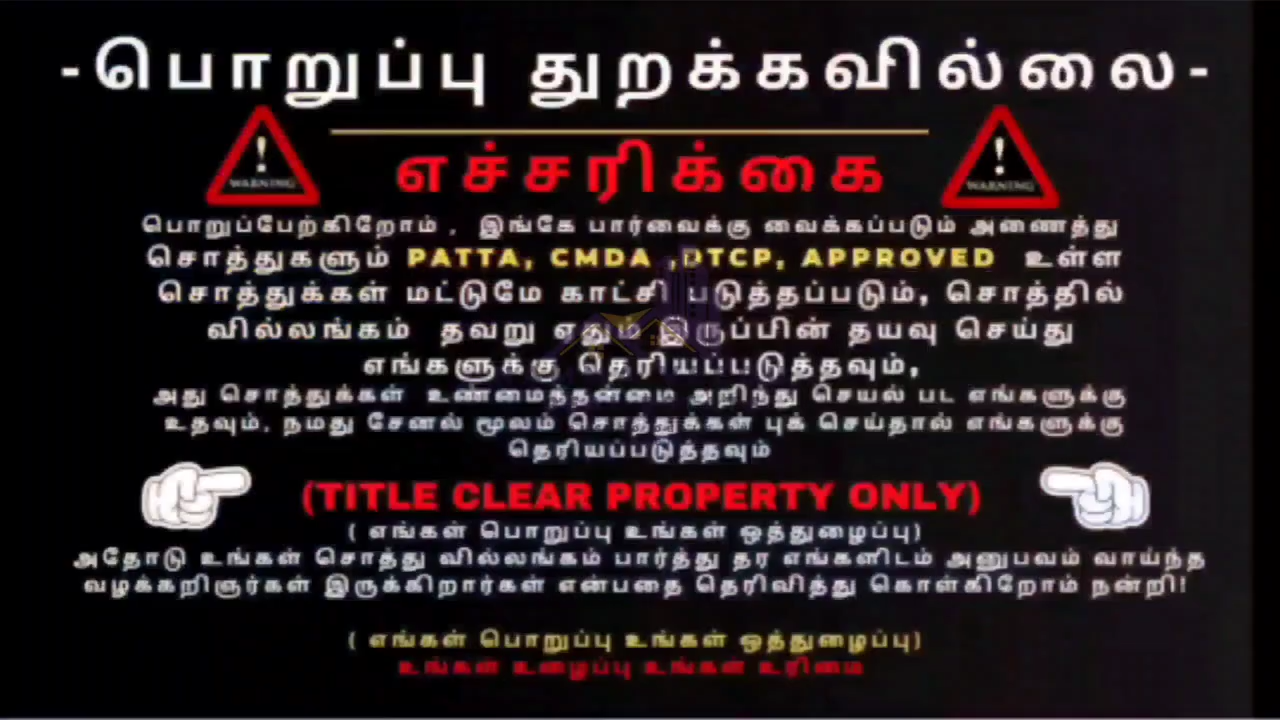 -பொறுப்பு துறக்கவில்லை-
எச்சரிக்கை
WARNING
WARNING
பொறுப்பேற்கிறோம் , இங்கே பார்வைக்கு வைக்கப்படும் அணைத்து
சொத்துகளும் PATTA, CMDA ,DTCP, APPROVED உள்ள
சொத்துக்கள் மட்டுமே காட்சி படுத்தப்படும், சொத்தில்
வில்லங்கம் தவறு ஏதும் இருப்பின் தயவு செய்து
எங்களுக்கு தெரியப்படுத்தவும்,
அது சொத்துக்கள் உண்மைத்தன்மை அறிந்து செயல் பட எங்களுக்கு
உதவும், நமது சேனல் மூலம் சொத்துக்கள் புக் செய்தால் எங்களுக்கு
தெரியப்படுத்தவும்
(TITLE CLEAR PROPERTY ONLY)
( எங்கள் பொறுப்பு உங்கள் ஒத்துழைப்பு)
அதோடு உங்கள் சொத்து வில்லங்கம் பார்த்து தர எங்களிடம் அனுபவம் வாய்ந்த
வழக்கறிஞர்கள் இருக்கிறார்கள் என்பதை தெரிவித்து கொள்கிறோம் நன்றி!
( எங்கள் பொறுப்பு உங்கள் ஒத்துழைப்பு)
உங்கள் உழைப்பு உங்கள் உரிமை